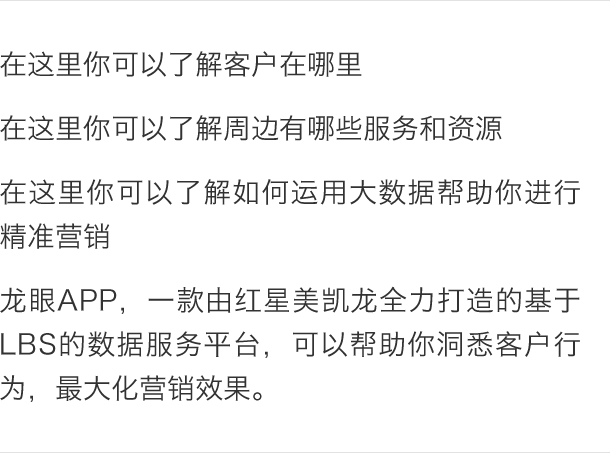 在这里你可以了解客户在哪里
在这里你可以了解周边有哪些服务和资源
在这里你可以了解如何运用大数据帮助你进行
精准营销
龙眼APP，一款由红星美凯龙全力打造的基于
LBS的数据服务平台，可以帮助你洞悉客户行
为，最大化营销效果。